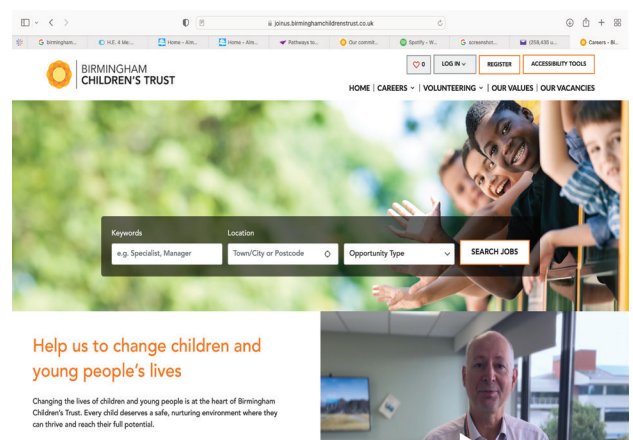 joinus.birminghamchildrenstrust.co.uk
birmingham...
H.E. 4 Me:...
Home - Alm...
Home - Alm...
Pathways to...
Our commit...
Spotify – W...
screenshot...
(258,435 u...
Careers - Bi...
BIRMINGHAM
CHILDREN'S TRUST
0
LOG IN
REGISTER
ACCESSIBILITY TOOLS
HOME | CAREERS | VOLUNTEERING | OUR VALUES | OUR VACANCIES
Keywords
Location
e.g. Specialist, Manager
Town/City or Postcode
Opportunity Type
SEARCH JOBS
Help us to change children and
young people's lives
Changing the lives of children and young people is at the heart of Birmingham
Children's Trust. Every child deserves a safe, nurturing environment where they
can thrive and reach their full potential.